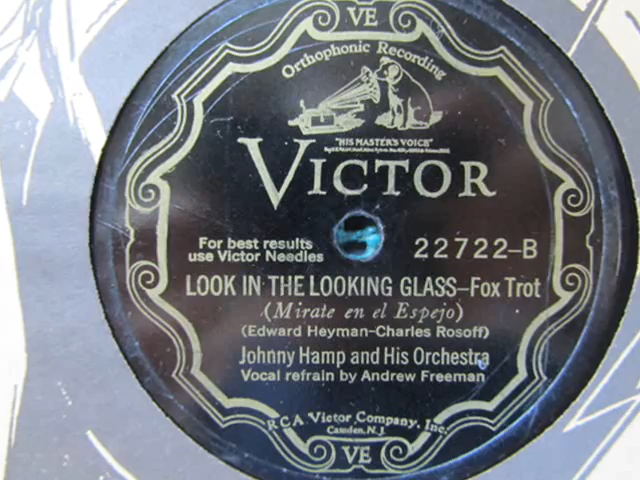 VE
Orthophonic Recording
"HIS MASTER'S VOICE"
VICTOR
For best results
use Victor Needles
22722-B
LOOK IN THE LOOKING GLASS-Fox Trot
(Mirate en el Espejo)
(Edward Heyman-Charles Rosoff)
Johnny Hamp and His Orchestra
Vocal refrain by Andrew Freeman
RCA Victor Company, Inc.
Camden, N.J.
VE